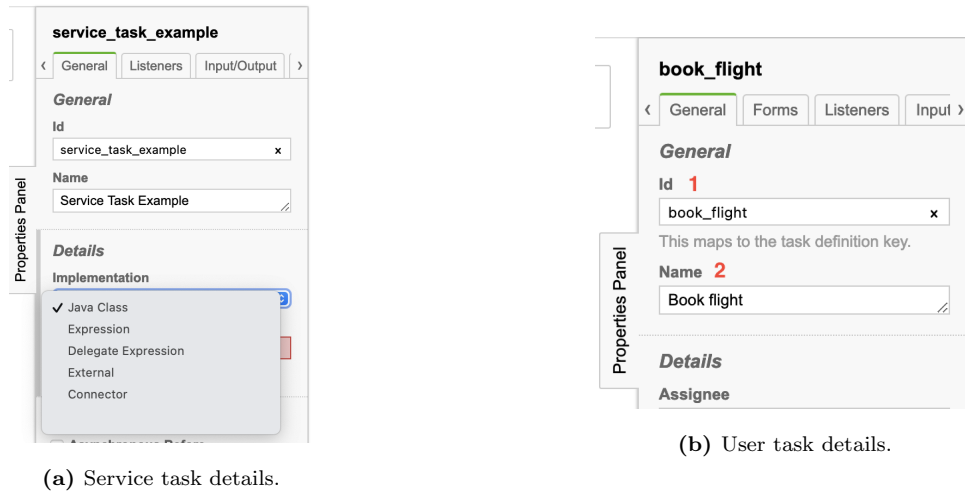 service_task_example
General Listeners Input/Output
General
Id
service_task_example x
Name
Service Task Example
Properties Panel
Details
Implementation
✓ Java Class
Expression
Delegate Expression
External
Connector
(a) Service task details.
book_flight
General Forms Listeners Input
General
Id 1
book_flight x
This maps to the task definition key.
Name 2
Book flight
Properties Panel
Details
Assignee
(b) User task details.